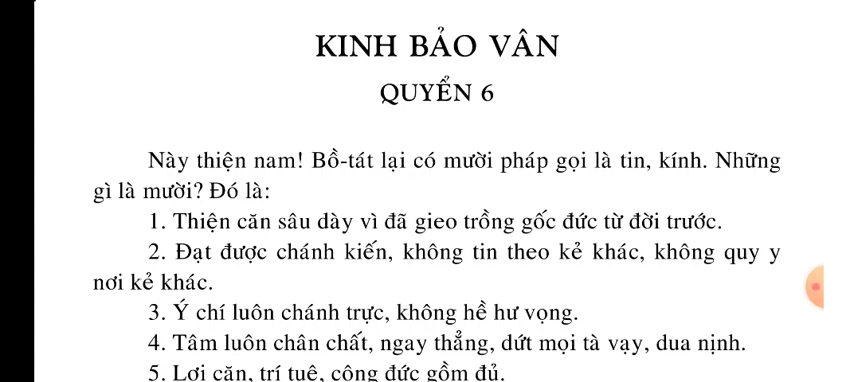 KINH BẢO VÂN
QUYỂN 6
Này thiện nam! Bồ-tát lại có mười pháp gọi là tin, kính. Những
gì là mười? Đó là:
1. Thiện căn sâu dày vì đã gieo trồng gốc đức từ đời trước.
2. Đạt được chánh kiến, không tin theo kẻ khác, không quy y
nơi kẻ khác.
3. Ý chí luôn chánh trực, không hề hư vọng.
4. Tâm luôn chân chất, ngay thẳng, dứt mọi tà vạy, dua nịnh.
5. Lợi căn, trí tuệ, công đức gồm đủ.